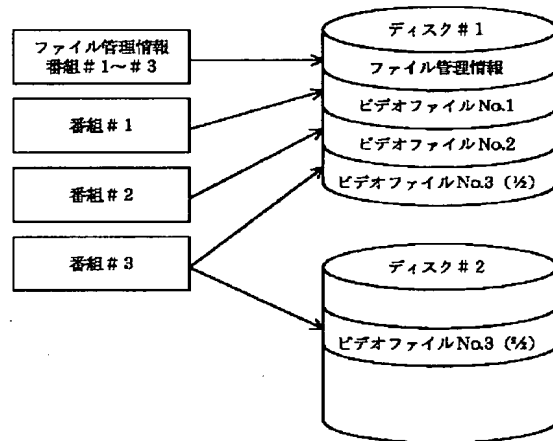 ファイル管理情報
番組＃1～＃3
番組＃1
番組＃2
番組＃3
ディスク＃1
ファイル管理情報
ビデオファイルNo.1
ビデオファイルNo.2
ビデオファイルNo.3（½）
ディスク＃2
ビデオファイルNo.3（²⁄₂）